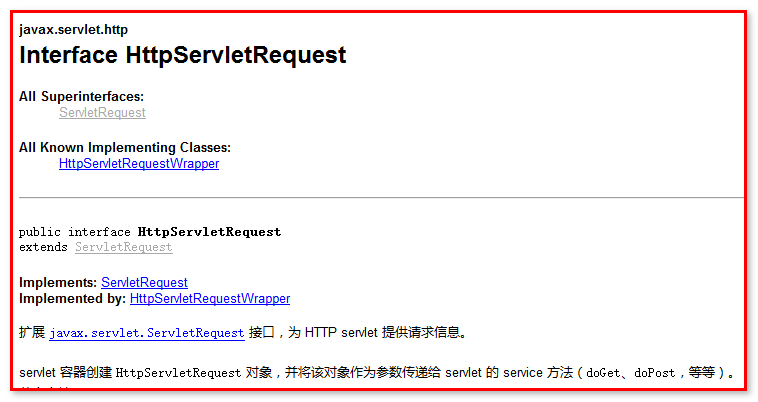 javax.servlet.http
Interface HttpServletRequest
All Superinterfaces:
ServletRequest
All Known Implementing Classes:
HttpServletRequestWrapper
public interface HttpServletRequest
extends ServletRequest
Implements: ServletRequest
Implemented by: HttpServletRequestWrapper
扩展 javax.servlet.ServletRequest 接口，为 HTTP servlet 提供请求信息。
servlet 容器创建 HttpServletRequest 对象，并将该对象作为参数传递给 servlet 的 service 方法（doGet、doPost，等等）。